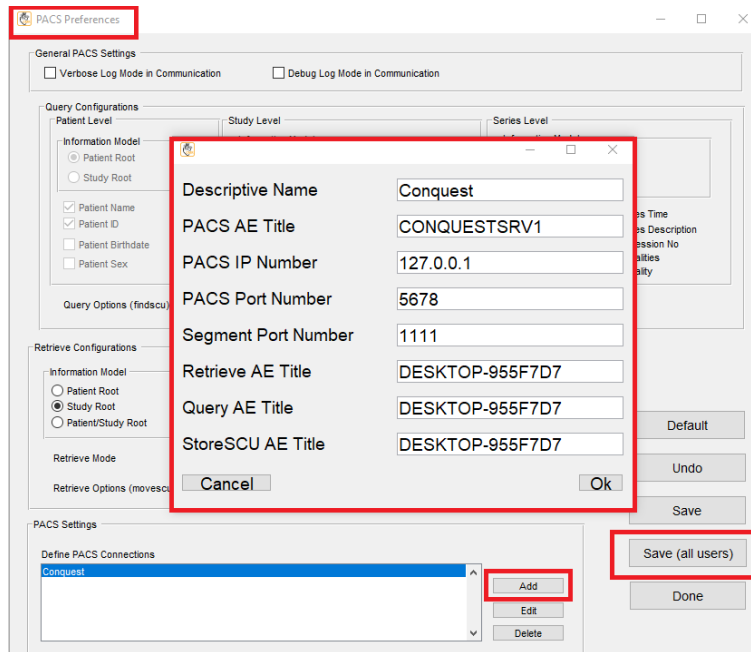 PACS Preferences
General PACS Settings
Verbose Log Mode in Communication
Debug Log Mode in Communication
Query Configurations
Patient Level
Study Level
Series Level
Information Model
Patient Root
Study Root
Patient Name
Patient ID
Patient Birthdate
Patient Sex
Query Options (findscu)
Descriptive Name
Conquest
PACS AE Title
CONQUESTSRV1
PACS IP Number
127.0.0.1
PACS Port Number
5678
Segment Port Number
1111
Retrieve AE Title
DESKTOP-955F7D7
Query AE Title
DESKTOP-955F7D7
StoreSCU AE Title
DESKTOP-955F7D7
Cancel
Ok
Time
Description
No
Retrieve Configurations
Information Model
Patient Root
Study Root
Patient/Study Root
Retrieve Mode
Retrieve Options
Default
Undo
Save
Save (all users)
Done
PACS Settings
Define PACS Connections
Conquest
Add
Edit
Delete